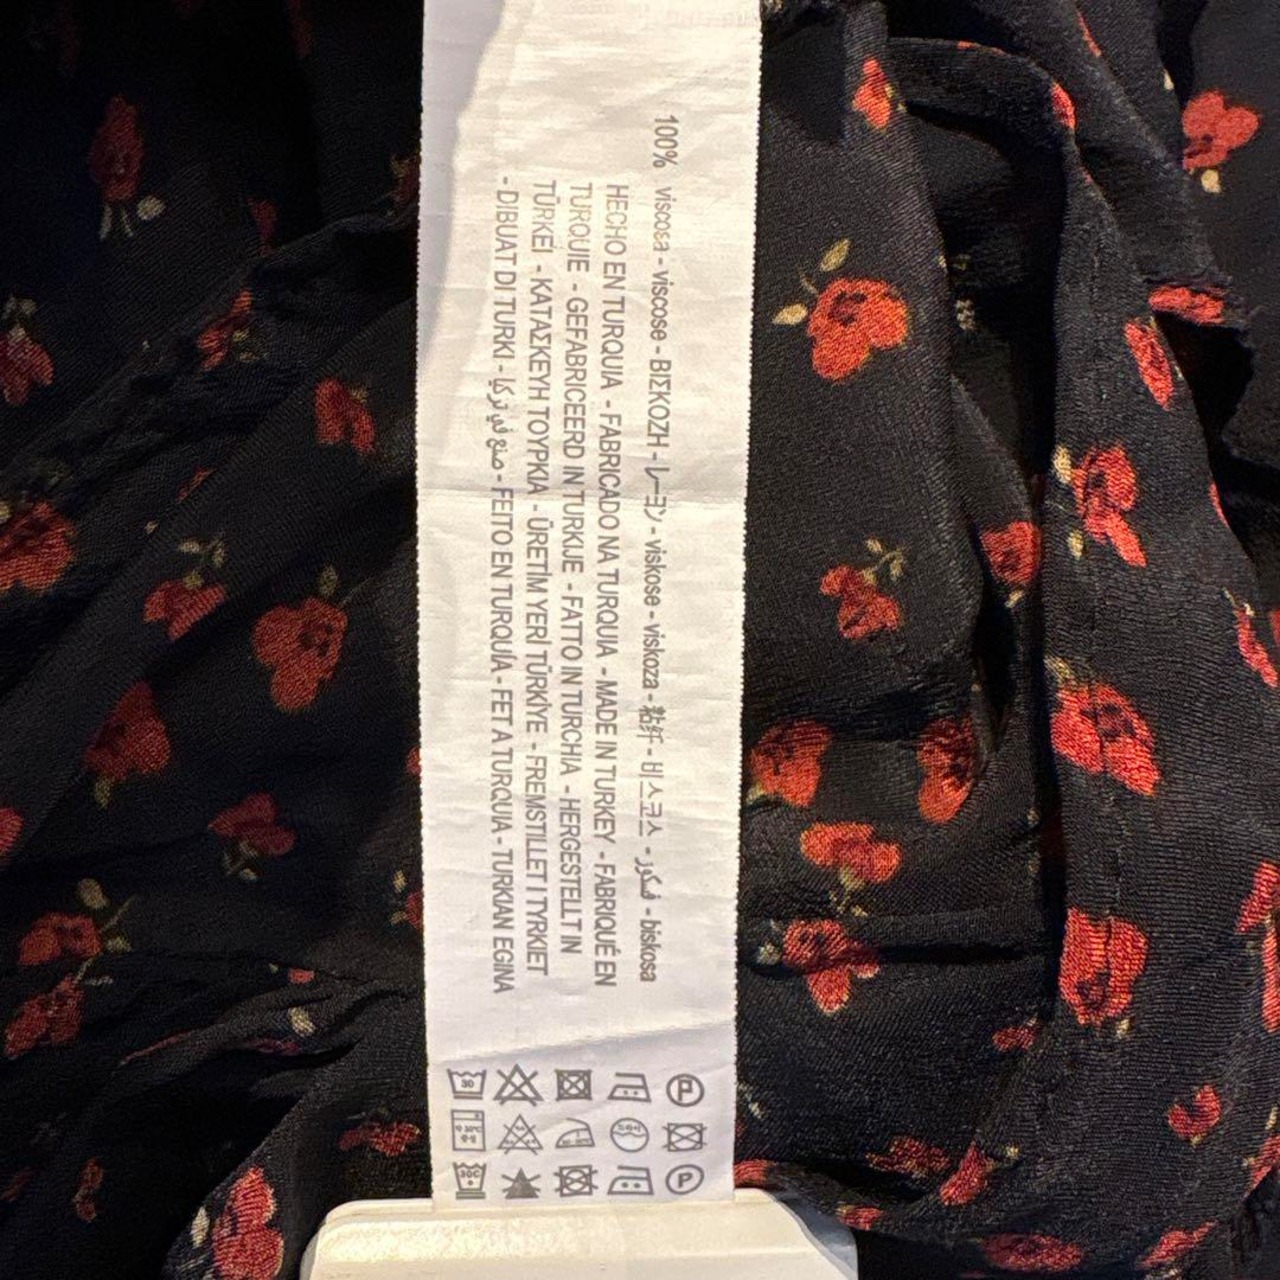 100% viscosa - viscose - ΒΙΣΚΟΖΗ - レーヨン - viskose - viskoza - 粘纤 - 비스코스 - فسكوز - biskosa
HECHO EN TURQUIA - FABRICADO NA TURQUIA - MADE IN TURKEY - FABRIQUÉ EN
TURQUIE - GEFABRICEERD IN TURKIJE - FATTO IN TURCHIA - HERGESTELLT IN
TÜRKEI - ΚΑΤΑΣΚΕΥΗ ΤΟΥΡΚΙΑ - ÜRETİM YERİ TÜRKİYE - FREMSTILLET I TYRKIET
- DIBUAT DI TURKI - صنع في تركيا - FEITO EN TURQUÍA - FET A TURQUIA - TURKIAN EGINA
30
P
P